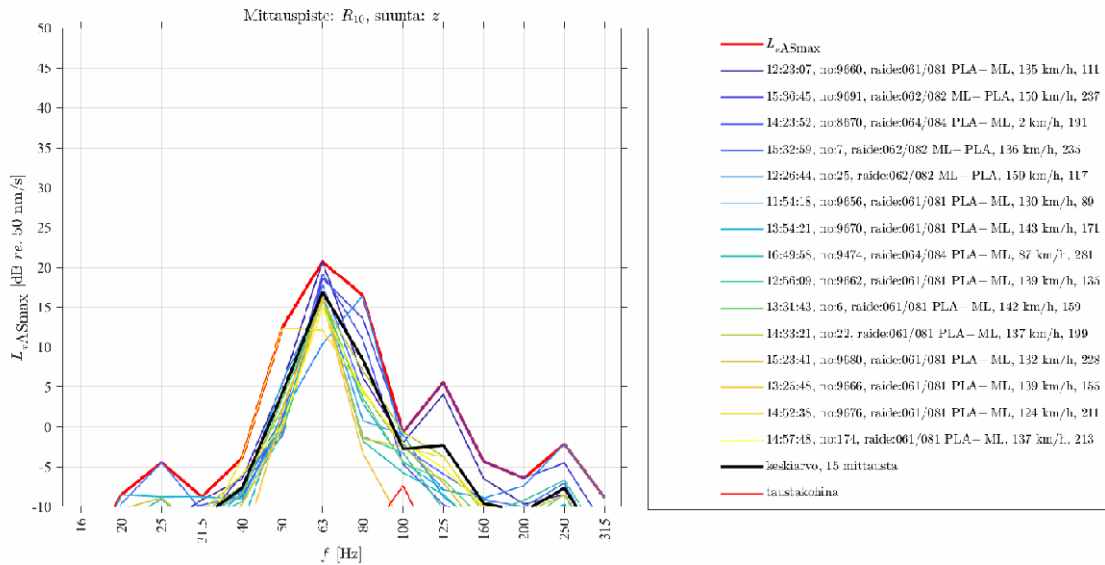 Mittauspiste: R10, suunta: z
50
45
40
35
30
25
20
15
10
5
0
-5
-10
LvASmax [dB re. 50 nm/s]
16
20
25
31.5
40
50
63
80
100
125
160
200
250
315
f [Hz]
LvASmax
12:23:07, no:9660, raide:061/081 PLA–ML, 135 km/h, 111
15:36:45, no:9691, raide:062/082 ML–PLA, 150 km/h, 237
14:23:52, no:8670, raide:064/084 PLA–ML, 2 km/h, 191
15:32:59, no:7, raide:062/082 ML–PLA, 136 km/h, 235
12:26:44, no:25, raide:062/082 ML–PLA, 159 km/h, 117
11:54:18, no:9656, raide:061/081 PLA–ML, 130 km/h, 89
13:54:21, no:9670, raide:061/081 PLA–ML, 143 km/h, 171
16:49:58, no:9474, raide:064/084 PLA–ML, 87 km/h, 281
12:56:09, no:9662, raide:061/081 PLA–ML, 139 km/h, 135
13:31:43, no:6, raide:061/081 PLA–ML, 142 km/h, 159
14:33:21, no:22, raide:061/081 PLA–ML, 137 km/h, 199
15:23:41, no:9680, raide:061/081 PLA–ML, 132 km/h, 228
13:25:48, no:9666, raide:061/081 PLA–ML, 139 km/h, 155
14:52:38, no:9676, raide:061/081 PLA–ML, 124 km/h, 211
14:57:48, no:174, raide:061/081 PLA–ML, 137 km/h, 213
keskiarvo, 15 mittausta
taustakohina